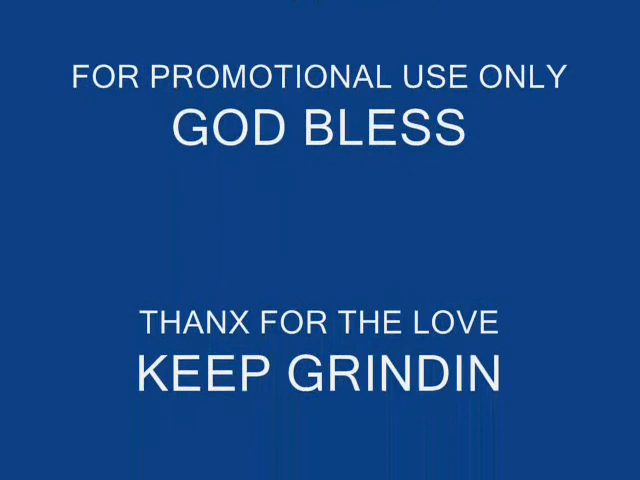 FOR PROMOTIONAL USE ONLY
GOD BLESS
THANX FOR THE LOVE
KEEP GRINDIN